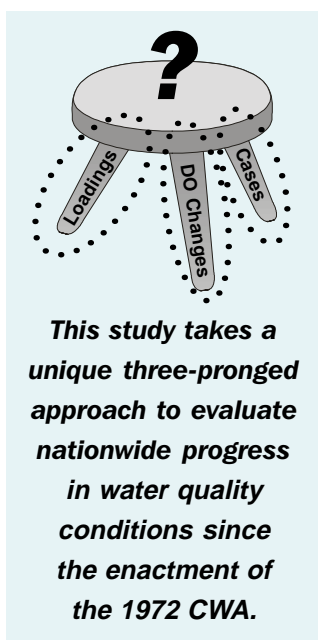 ?
Loadings
DO Changes
Cases
This study takes a
unique three-pronged
approach to evaluate
nationwide progress
in water quality
conditions since
the enactment of
the 1972 CWA.